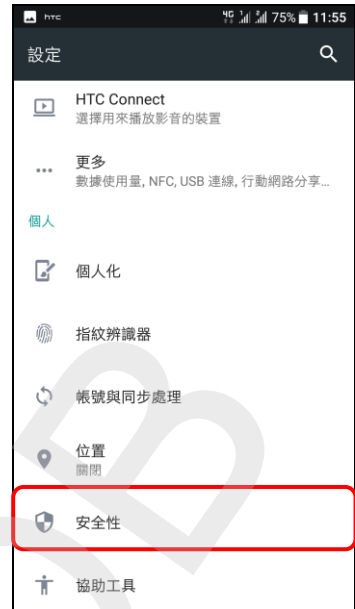 htc 4G 75% 11:55
設定
HTC Connect
選擇用來播放影音的裝置
更多
數據使用量, NFC, USB 連線, 行動網路分享…
個人
個人化
指紋辨識器
帳號與同步處理
位置
關閉
安全性
協助工具